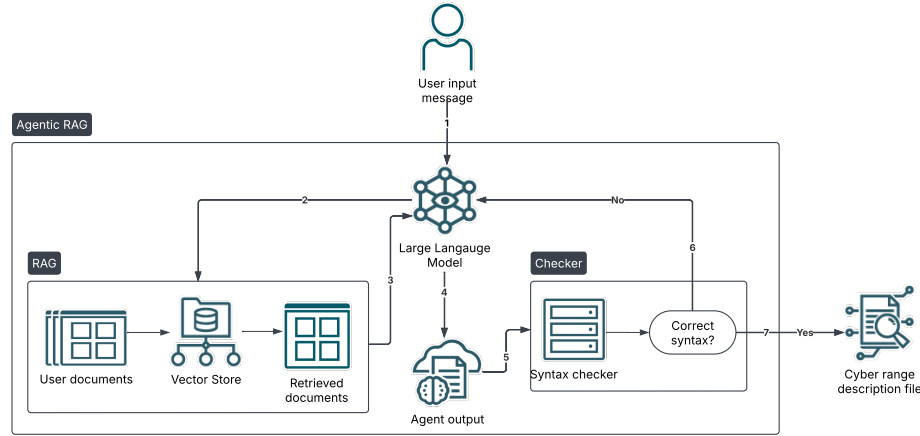 User input
message
1
Agentic RAG
2
No
Large Langauge
Model
6
RAG
3
Checker
4
Correct
syntax?
7
Yes
5
User documents
Vector Store
Retrieved
documents
Syntax checker
Agent output
Cyber range
description file